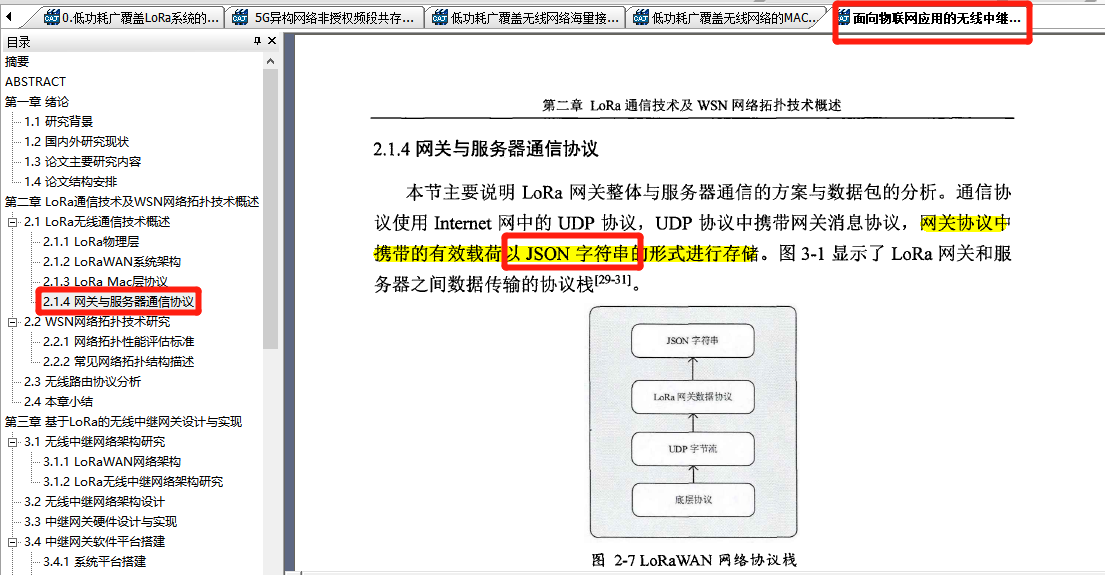 0.低功耗广覆盖LoRa系统的...
5G异构网络非授权频段共存...
低功耗广覆盖无线网络海量接...
低功耗广覆盖无线网络的MAC...
面向物联网应用的无线中继...
目录
摘要
ABSTRACT
第一章 绪论
1.1 研究背景
1.2 国内外研究现状
1.3 论文主要研究内容
1.4 论文结构安排
第二章 LoRa通信技术及WSN网络拓扑技术概述
2.1 LoRa无线通信技术概述
2.1.1 LoRa物理层
2.1.2 LoRaWAN系统架构
2.1.3 LoRa Mac层协议
2.1.4 网关与服务器通信协议
2.2 WSN网络拓扑技术研究
2.2.1 网络拓扑性能评估标准
2.2.2 常见网络拓扑结构描述
2.3 无线路由协议分析
2.4 本章小结
第三章 基于LoRa的无线中继网关设计与实现
3.1 无线中继网络架构研究
3.1.1 LoRaWAN网络架构
3.1.2 LoRa无线中继网络架构研究
3.2 无线中继网络架构设计
3.3 中继网关硬件设计与实现
3.4 中继网关软件平台搭建
3.4.1 系统平台搭建
第二章 LoRa 通信技术及 WSN 网络拓扑技术概述
2.1.4 网关与服务器通信协议
本节主要说明 LoRa 网关整体与服务器通信的方案与数据包的分析。通信协
议使用 Internet 网中的 UDP 协议，UDP 协议中携带网关消息协议，网关协议中
携带的有效载荷以 JSON 字符串的形式进行存储。图 3-1 显示了 LoRa 网关和服
务器之间数据传输的协议栈[29-31]。
JSON 字符串
LoRa 网关数据协议
UDP 字节流
底层协议
图 2-7 LoRaWAN 网络协议栈